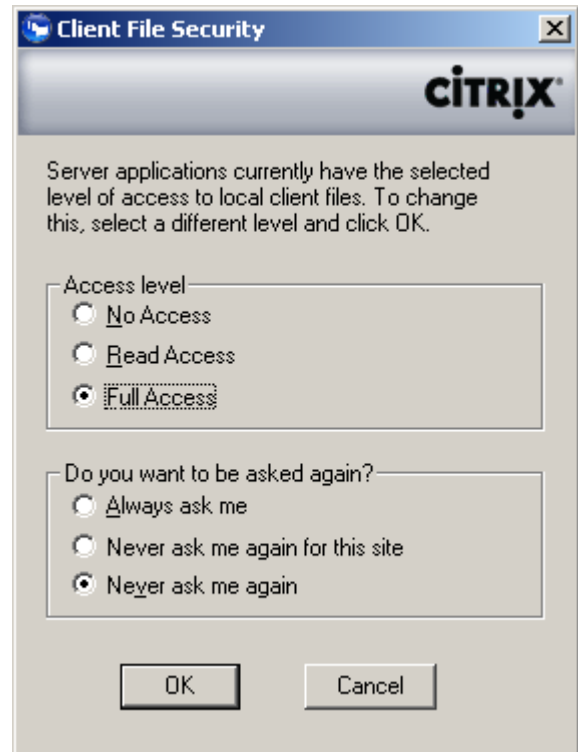 Client File Security
CITRIX
Server applications currently have the selected
level of access to local client files. To change
this, select a different level and click OK.
Access level
No Access
Read Access
Full Access
Do you want to be asked again?
Always ask me
Never ask me again for this site
Never ask me again
OK Cancel